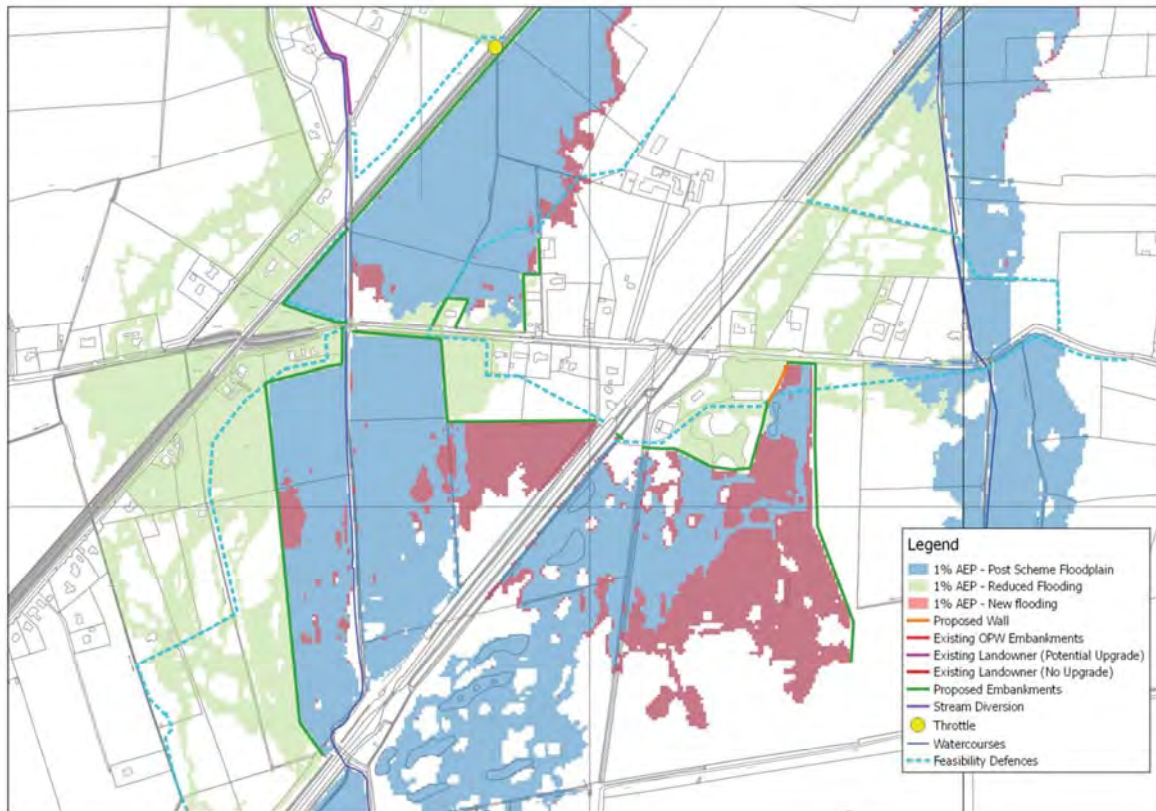 Legend
1% AEP - Post Scheme Floodplain
1% AEP - Reduced Flooding
1% AEP - New flooding
Proposed Wall
Existing OPW Embankments
Existing Landowner (Potential Upgrade)
Existing Landowner (No Upgrade)
Proposed Embankments
Stream Diversion
Throttle
Watercourses
Feasibility Defences